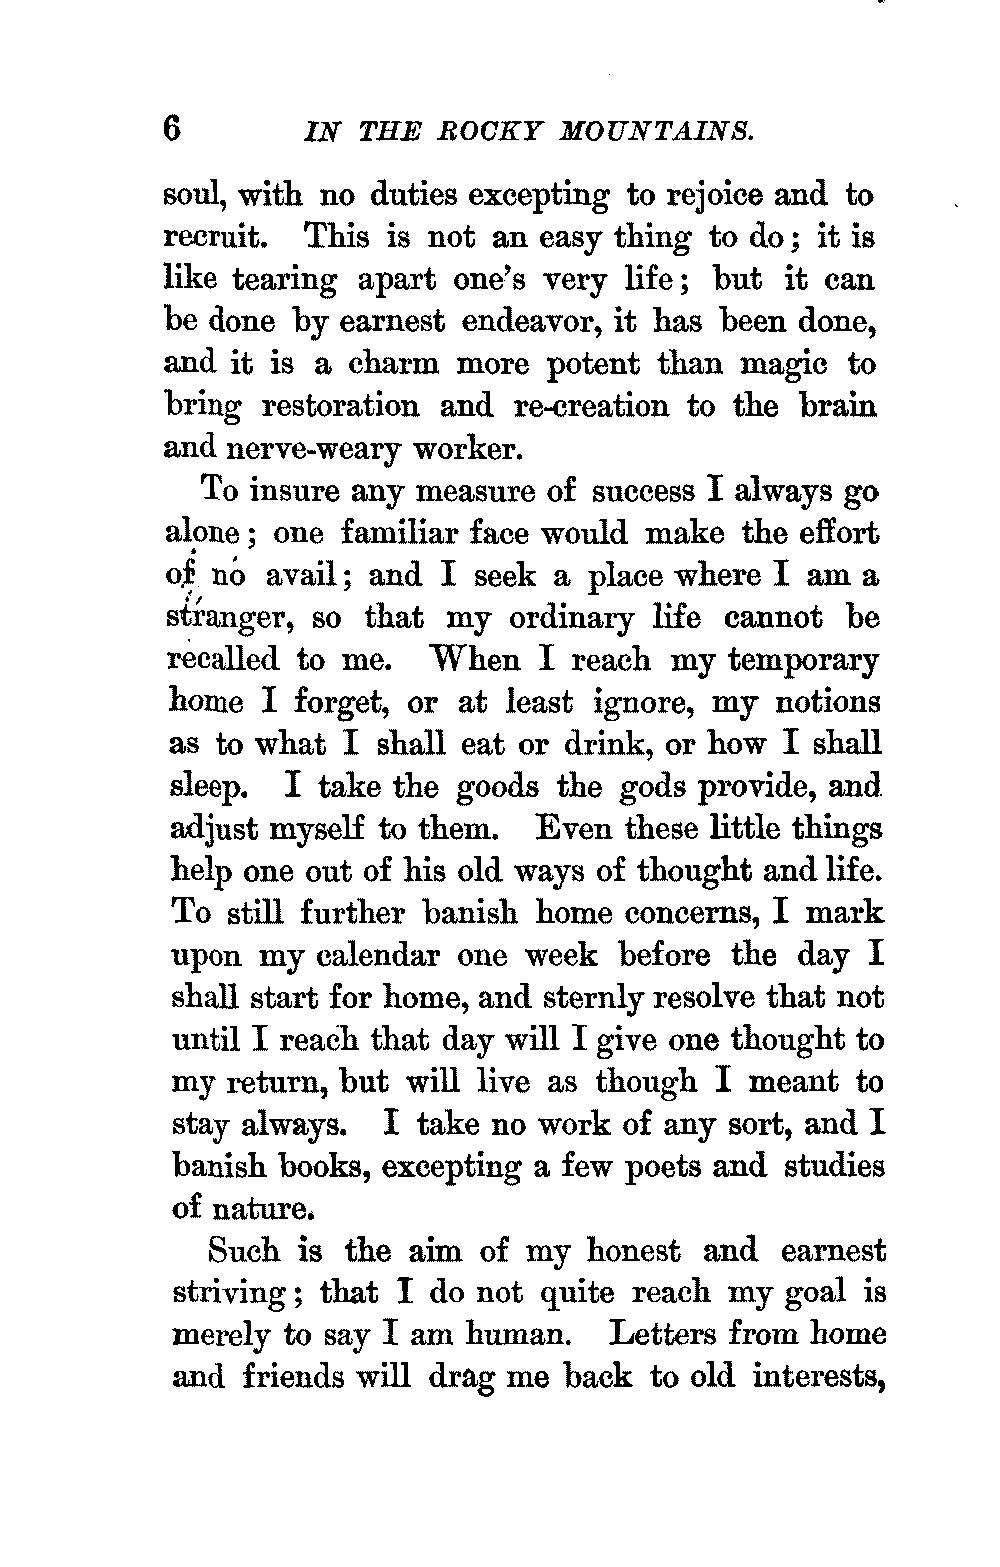 6 IN THE ROCKY MOUNTAINS.
soul, with no duties excepting to rejoice and to
recruit. This is not an easy thing to do; it is
like tearing apart one's very life; but it can
be done by earnest endeavor, it has been done,
and it is a charm more potent than magic to
bring restoration and re-creation to the brain
and nerve-weary worker.
To insure any measure of success I always go
alone; one familiar face would make the effort
of no avail; and I seek a place where I am a
stranger, so that my ordinary life cannot be
recalled to me. When I reach my temporary
home I forget, or at least ignore, my notions
as to what I shall eat or drink, or how I shall
sleep. I take the goods the gods provide, and
adjust myself to them. Even these little things
help one out of his old ways of thought and life.
To still further banish home concerns, I mark
upon my calendar one week before the day I
shall start for home, and sternly resolve that not
until I reach that day will I give one thought to
my return, but will live as though I meant to
stay always. I take no work of any sort, and I
banish books, excepting a few poets and studies
of nature.
Such is the aim of my honest and earnest
striving; that I do not quite reach my goal is
merely to say I am human. Letters from home
and friends will drag me back to old interests,